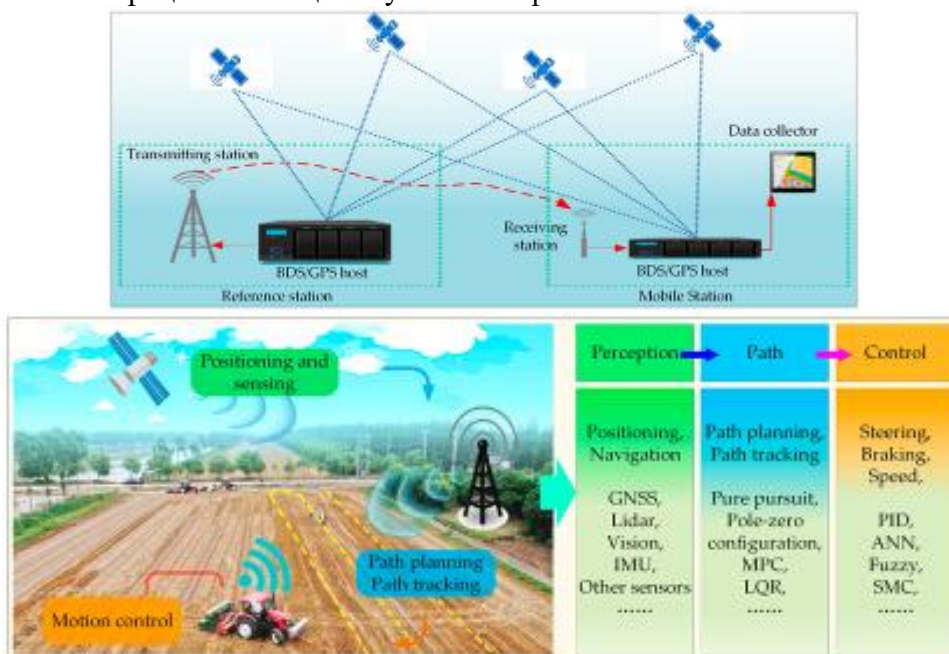 Data collector
Transmitting station
Receiving
station
BDS/GPS host
BDS/GPS host
Reference station
Mobile Station
Positioning and
sensing
Path planning
Path tracking
Motion control
Perception
Path
Control
Positioning,
Navigation
GNSS,
Lidar,
Vision,
IMU,
Other sensors
......
Path planning,
Path tracking
Pure pursuit,
Pole-zero
configuration,
MPC,
LQR,
......
Steering,
Braking,
Speed,
PID,
ANN,
Fuzzy,
SMC,
......